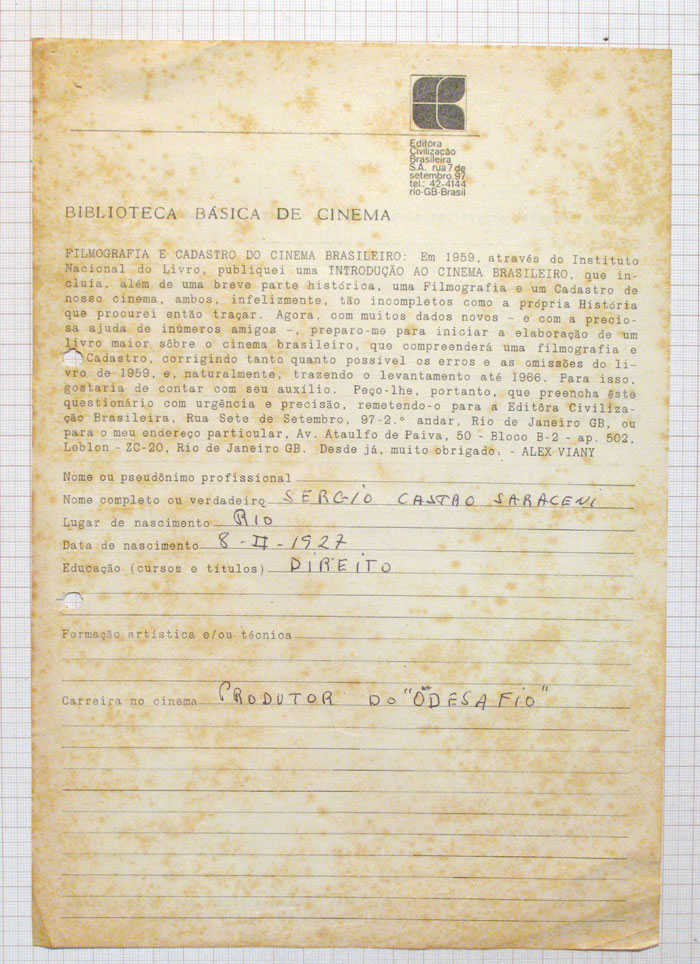 Editora
Civilização
Brasileira
S.A. rua 7 de
setembro, 97
tel.: 42-4144
rio-GB-Brasil
BIBLIOTECA BÁSICA DE CINEMA
FILMOGRAFIA E CADASTRO DO CINEMA BRASILEIRO: Em 1959, através do Instituto
Nacional do Livro, publiquei uma INTRODUÇÃO AO CINEMA BRASILEIRO, que in-
cluia, além de uma breve parte histórica, uma Filmografia e um Cadastro de
nosso cinema, ambos, infelizmente, tão incompletos como a própria História
que procurei então traçar. Agora, com muitos dados novos - e com a precio-
sa ajuda de inúmeros amigos -, preparo-me para iniciar a elaboração de um
livro maior sôbre o cinema brasileiro, que compreenderá uma filmografia e
Cadastro, corrigindo tanto quanto possível os erros e as omissões do li-
vro de 1959, e, naturalmente, trazendo o levantamento até 1966. Para isso,
gostaria de contar com seu auxílio. Peço-lhe, portanto, que preencha êste
questionário com urgência e precisão, remetendo-o para a Editôra Civiliza-
ção Brasileira, Rua Sete de Setembro, 97-2.º andar, Rio de Janeiro GB, ou
para o meu endereço particular, Av. Ataulfo de Paiva, 50 - Bloco B-2 - ap. 502,
Leblon - ZC-20, Rio de Janeiro GB. Desde já, muito obrigado. - ALEX VIANY
Nome ou pseudônimo profissional
Nome completo ou verdadeiro SERGIO CASTRO SARACENI
Lugar de nascimento RIO
Data de nascimento 8-II-1927
Educação (cursos e títulos) DIREITO
Formação artística e/ou técnica
Carreira no cinema PRODUTOR DO "O DESAFIO"